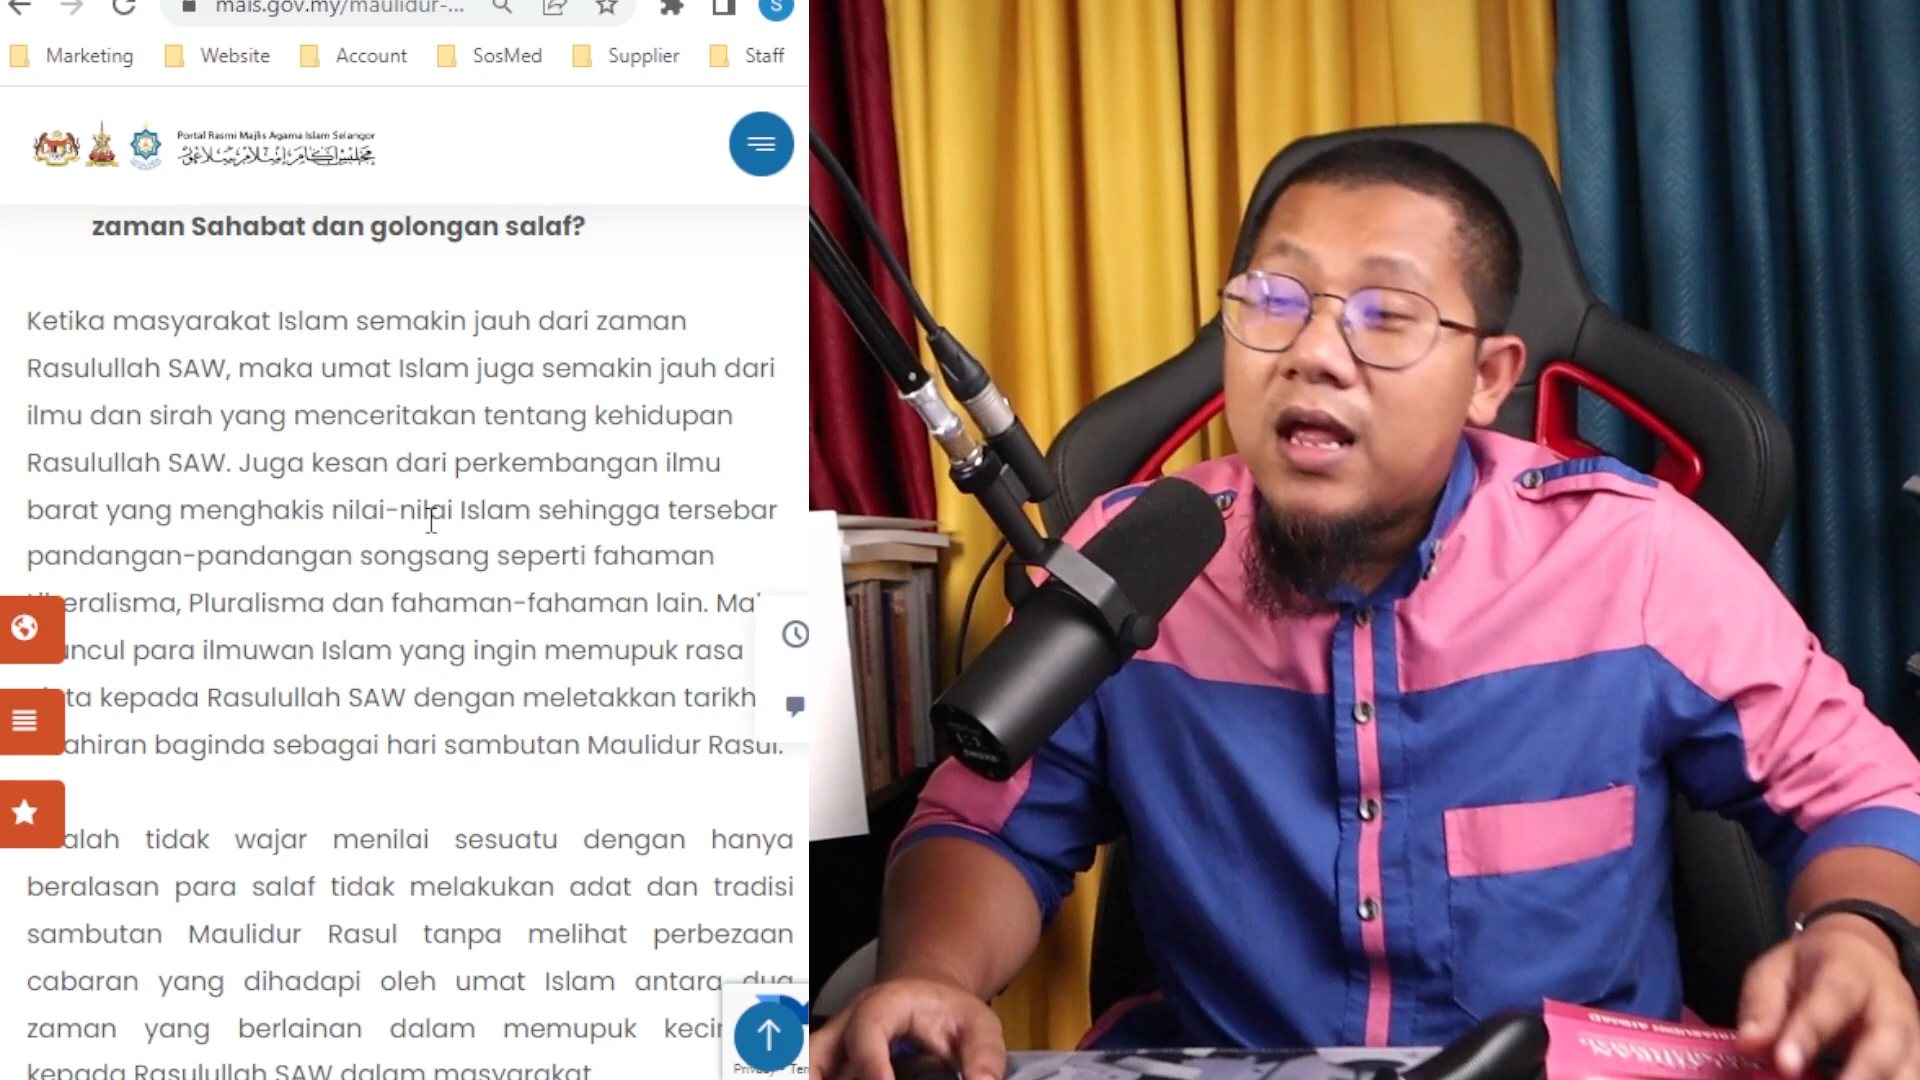 mais.gov.my/maulidur-...
S
Marketing
Website
Account
SosMed
Supplier
Staff
Portal Rasmi Majlis Agama Islam Selangor
zaman Sahabat dan golongan salaf?
Ketika masyarakat Islam semakin jauh dari zaman
Rasulullah SAW, maka umat Islam juga semakin jauh dari
ilmu dan sirah yang menceritakan tentang kehidupan
Rasulullah SAW. Juga kesan dari perkembangan ilmu
barat yang menghakis nilai-nilai Islam sehingga tersebar
pandangan-pandangan songsang seperti fahaman
Pluralisma dan fahaman-fahaman lain.
para ilmuwan Islam yang ingin memupuk rasa
kepada Rasulullah SAW dengan meletakkan tarikh
baginda sebagai hari sambutan Maulidur Rasul.
tidak wajar menilai sesuatu dengan hanya
beralasan para salaf tidak melakukan adat dan tradisi
sambutan Maulidur Rasul tanpa melihat perbezaan
cabaran yang dihadapi oleh umat Islam antara dua
zaman yang berlainan dalam memupuk
kepada Rasulullah SAW dalam masyarakat